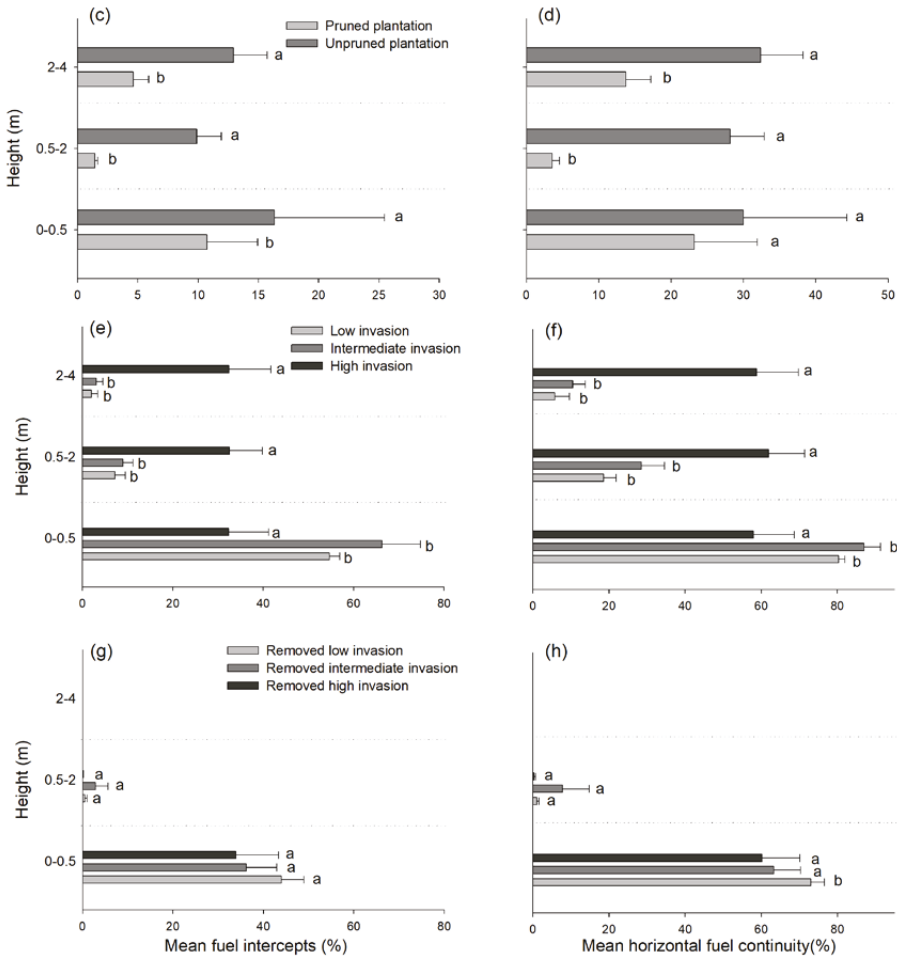 (c)
Pruned plantation
Unpruned plantation
Height (m)
2-4
a
b
0.5-2
a
b
0-0.5
a
b
0 5 10 15 20 25 30
(d)
a
b
a
b
a
a
0 10 20 30 40 50
(e)
Low invasion
Intermediate invasion
High invasion
Height (m)
2-4
a
b
b
0.5-2
a
b
b
0-0.5
a
b
b
0 20 40 60 80
(f)
a
b
b
a
b
b
a
b
b
0 20 40 60 80
(g)
Removed low invasion
Removed intermediate invasion
Removed high invasion
Height (m)
2-4
0.5-2
a
a
a
0-0.5
a
a
a
0 20 40 60 80
Mean fuel intercepts (%)
(h)
a
a
a
a
a
b
0 20 40 60 80
Mean horizontal fuel continuity(%)